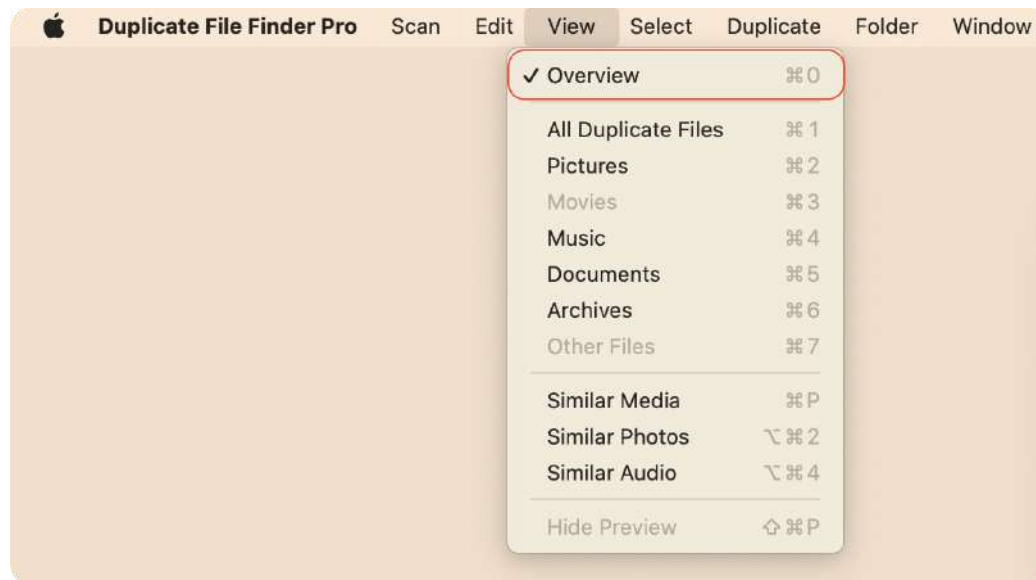 Duplicate File Finder Pro Scan Edit View Select Duplicate Folder Window
✓ Overview ⌘0
All Duplicate Files ⌘1
Pictures ⌘2
Movies ⌘3
Music ⌘4
Documents ⌘5
Archives ⌘6
Other Files ⌘7
Similar Media ⌘P
Similar Photos ⌥⌘2
Similar Audio ⌥⌘4
Hide Preview ⇧⌘P